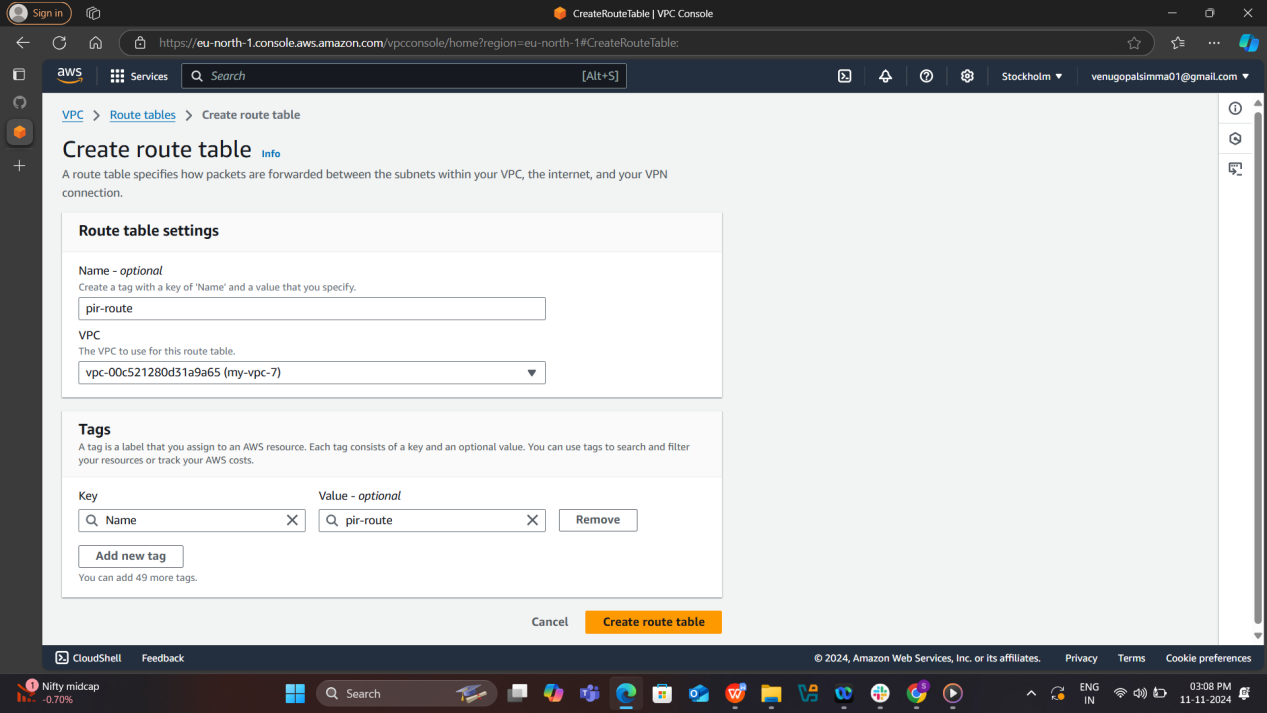 Sign in
CreateRouteTable | VPC Console
https://eu-north-1.console.aws.amazon.com/vpcconsole/home?region=eu-north-1#CreateRouteTable:
aws
Services
Search
[Alt+S]
Stockholm
venugopalsimma01@gmail.com
VPC
Route tables
Create route table
Create route table
Info
A route table specifies how packets are forwarded between the subnets within your VPC, the internet, and your VPN
connection.
Route table settings
Name - optional
Create a tag with a key of 'Name' and a value that you specify.
pir-route
VPC
The VPC to use for this route table.
vpc-00c521280d31a9a65 (my-vpc-7)
Tags
A tag is a label that you assign to an AWS resource. Each tag consists of a key and an optional value. You can use tags to search and filter
your resources or track your AWS costs.
Key
Value - optional
Name
pir-route
Remove
Add new tag
You can add 49 more tags.
Cancel
Create route table
CloudShell
Feedback
© 2024, Amazon Web Services, Inc. or its affiliates.
Privacy
Terms
Cookie preferences
1
Nifty midcap
-0.70%
Search
ENG
IN
03:08 PM
11-11-2024